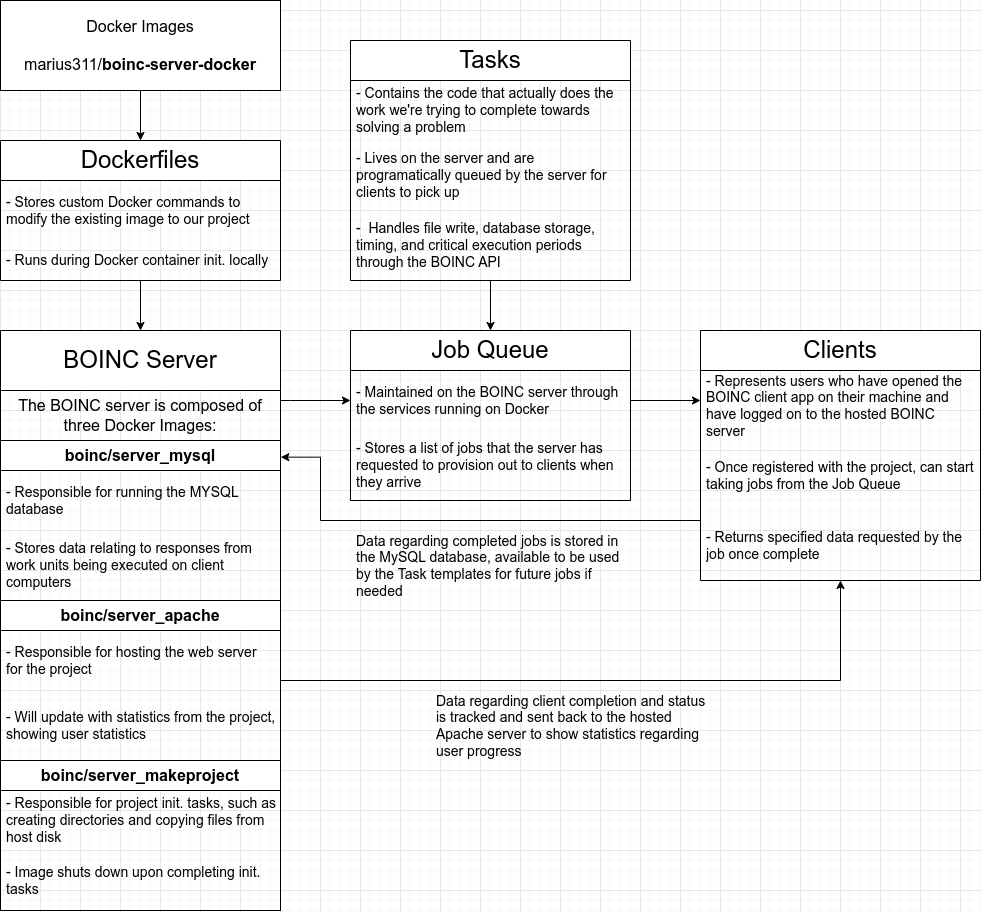 Docker Images
marius311/boinc-server-docker
Dockerfiles
- Stores custom Docker commands to
modify the existing image to our project
- Runs during Docker container init. locally
BOINC Server
The BOINC server is composed of
three Docker Images:
boinc/server_mysql
- Responsible for running the MYSQL
database
- Stores data relating to responses from
work units being executed on client
computers
boinc/server_apache
- Responsible for hosting the web server
for the project
- Will update with statistics from the project,
showing user statistics
boinc/server_makeproject
- Responsible for project init. tasks, such as
creating directories and copying files from
host disk
- Image shuts down upon completing init.
tasks
Tasks
- Contains the code that actually does the
work we're trying to complete towards
solving a problem
- Lives on the server and are
programatically queued by the server for
clients to pick up
- Handles file write, database storage,
timing, and critical execution periods
through the BOINC API
Job Queue
- Maintained on the BOINC server through
the services running on Docker
- Stores a list of jobs that the server has
requested to provision out to clients when
they arrive
Clients
- Represents users who have opened the
BOINC client app on their machine and
have logged on to the hosted BOINC
server
- Once registered with the project, can start
taking jobs from the Job Queue
- Returns specified data requested by the
job once complete
Data regarding completed jobs is stored in
the MySQL database, available to be used
by the Task templates for future jobs if
needed
Data regarding client completion and status
is tracked and sent back to the hosted
Apache server to show statistics regarding
user progress